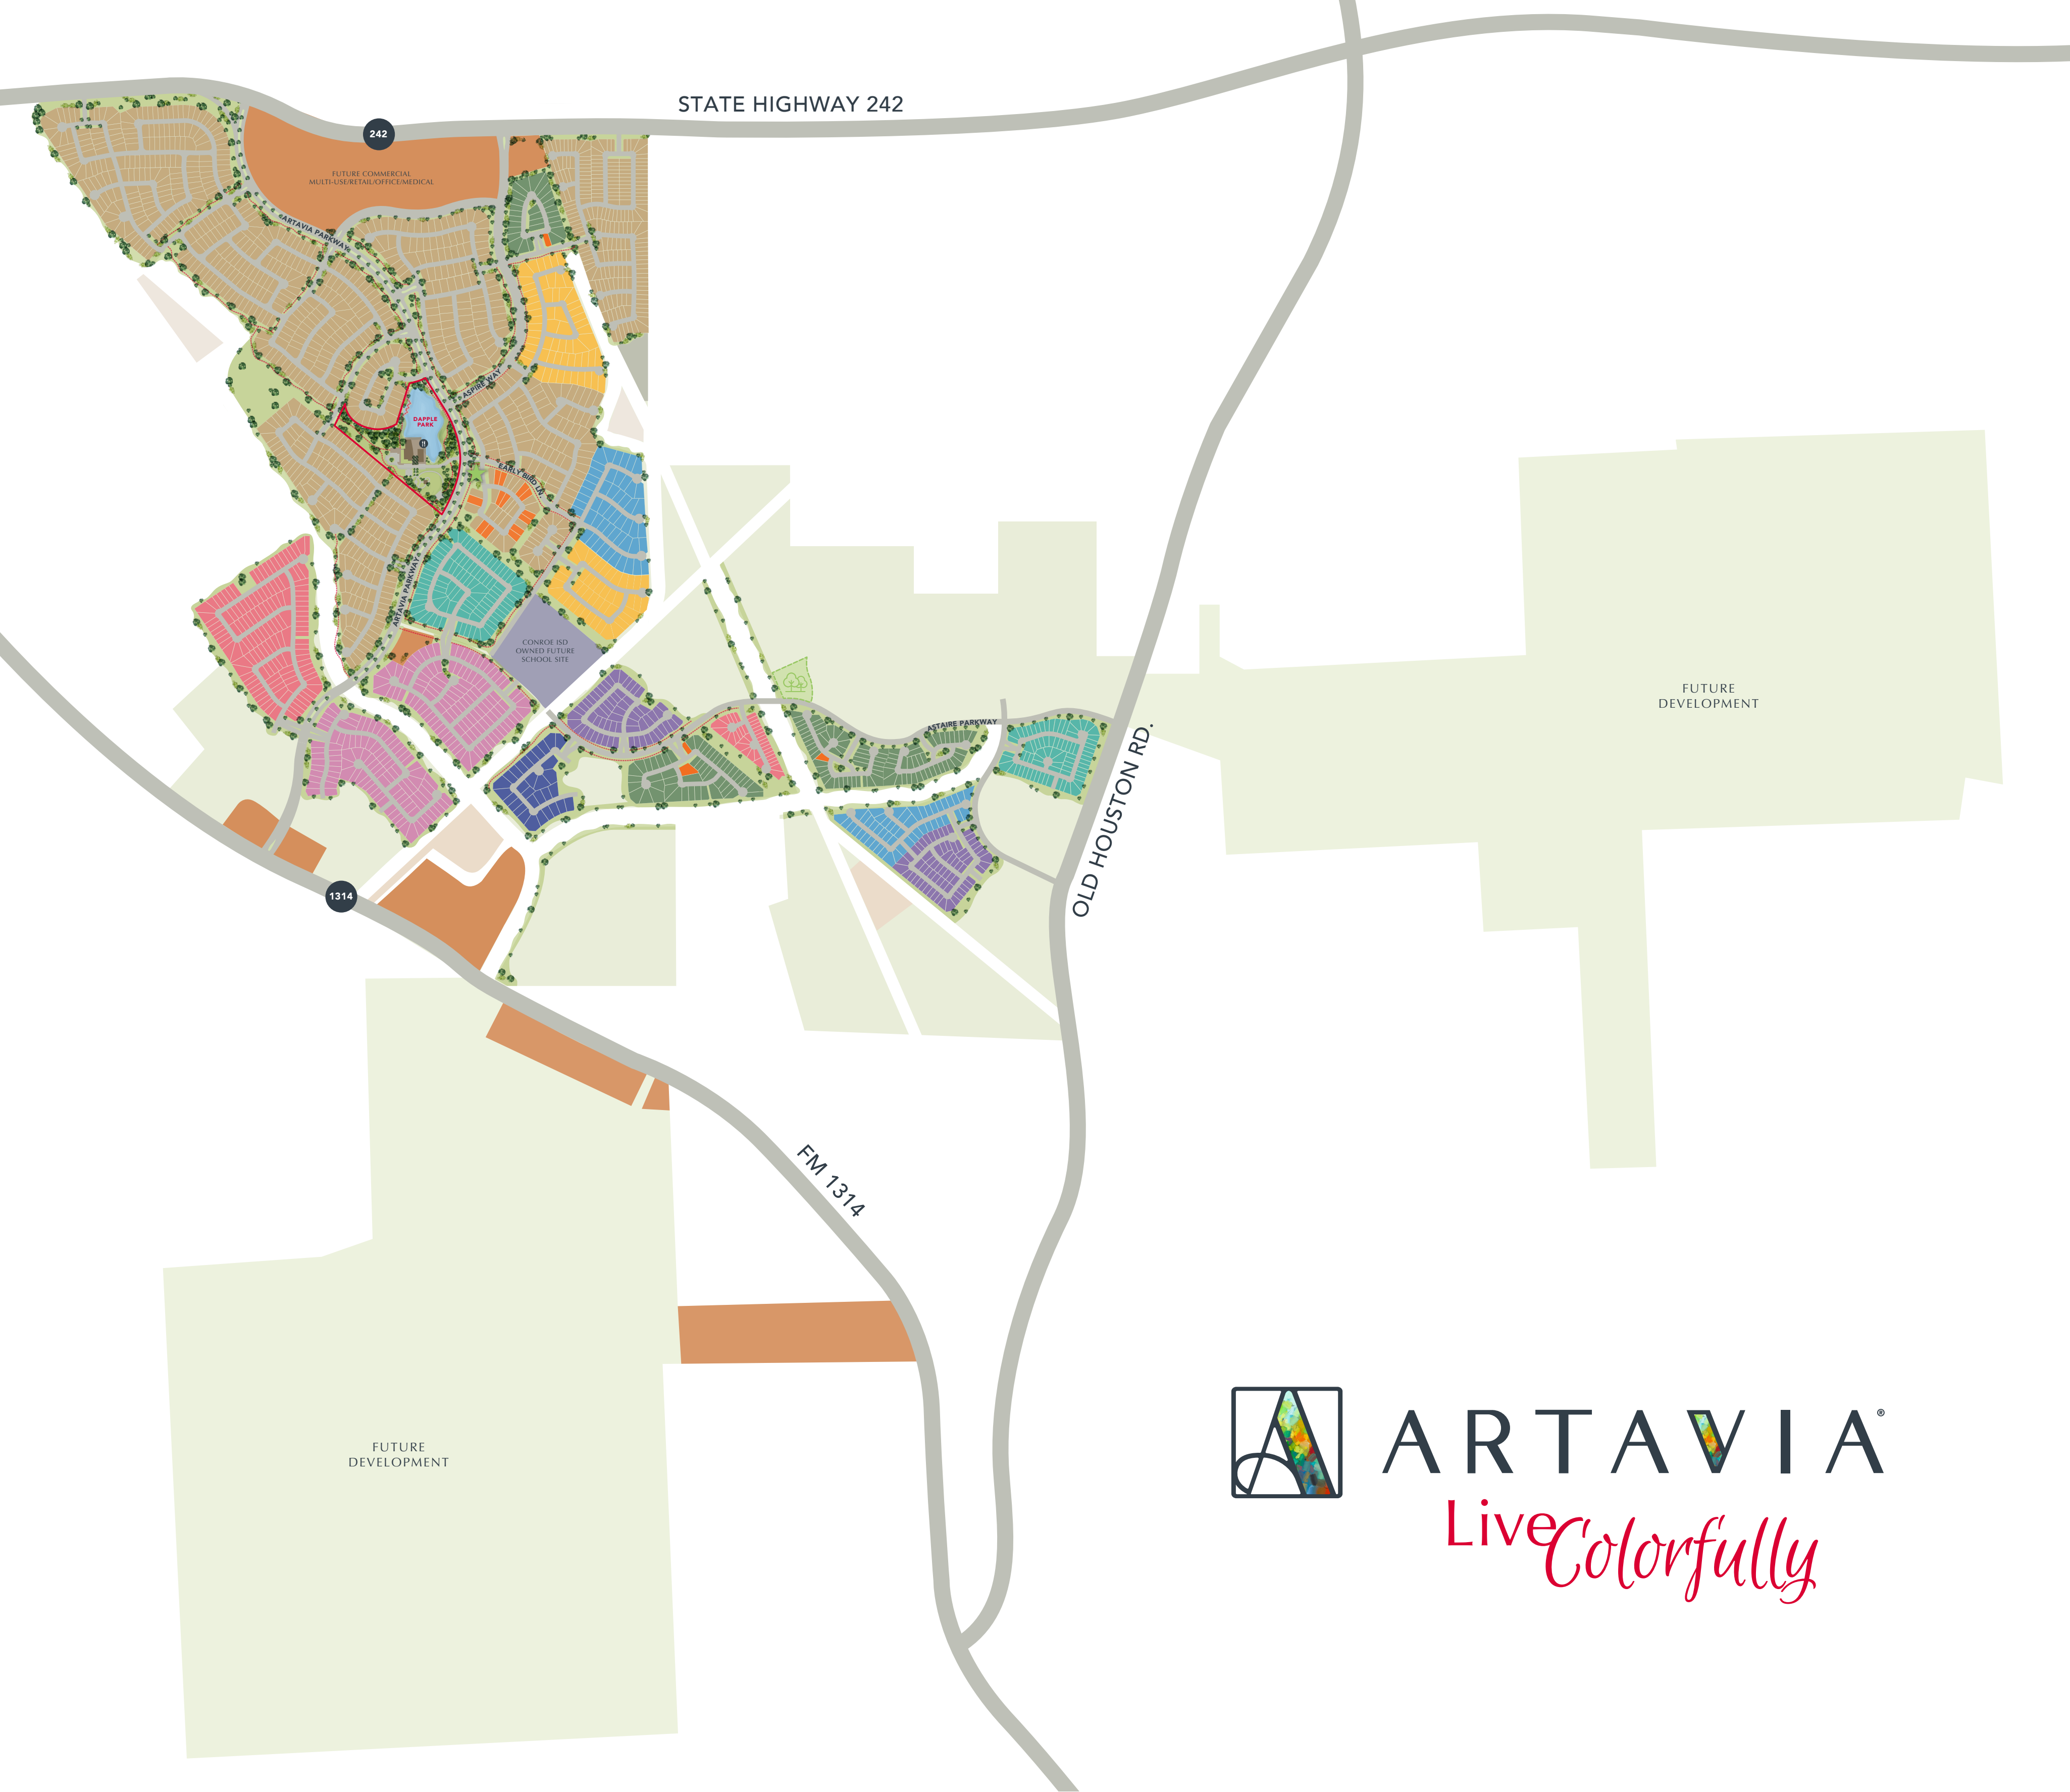 STATE HIGHWAY 242
242
FUTURE COMMERCIAL
MULTI-USE/RETAIL/OFFICE/MEDICAL
ARTAVIA PARKWAY
ASPIRE WAY
DAPPLE
PARK
EARLY BIRD LN.
ARTAVIA PARKWAY
CONROE ISD
OWNED FUTURE
SCHOOL SITE
ASTAIRE PARKWAY
FUTURE
DEVELOPMENT
OLD HOUSTON RD.
1314
FM 1314
FUTURE
DEVELOPMENT
ARTAVIA®
Live Colorfully